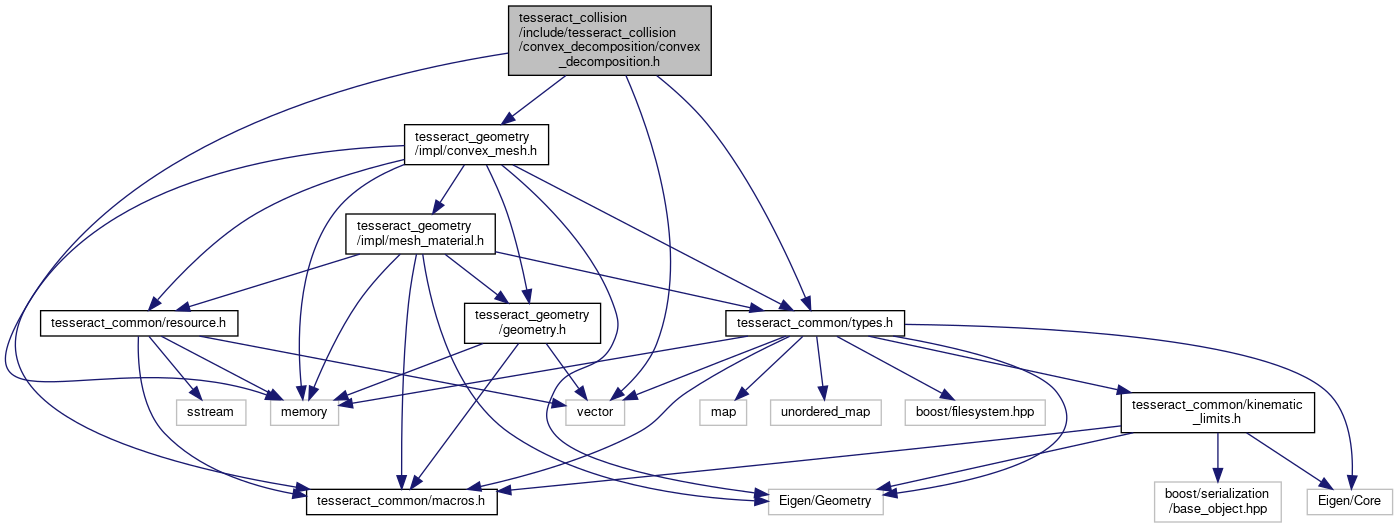 tesseract_collision
/include/tesseract_collision
/convex_decomposition/convex
_decomposition.h
tesseract_geometry
/impl/convex_mesh.h
tesseract_geometry
/impl/mesh_material.h
tesseract_common/resource.h
tesseract_geometry
/geometry.h
tesseract_common/types.h
sstream
memory
vector
map
unordered_map
boost/filesystem.hpp
tesseract_common/kinematic
_limits.h
tesseract_common/macros.h
Eigen/Geometry
boost/serialization
/base_object.hpp
Eigen/Core